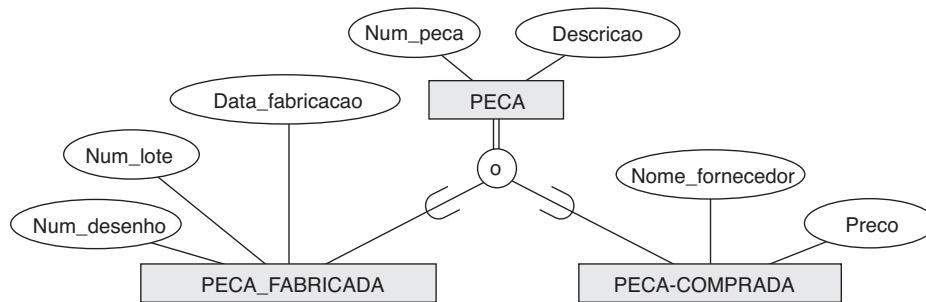 Num_peca
Descricao
PECA
Data_fabricacao
Num_lote
o
Nome_fornecedor
Num_desenho
Preco
PECA_FABRICADA
PECA-COMPRADA